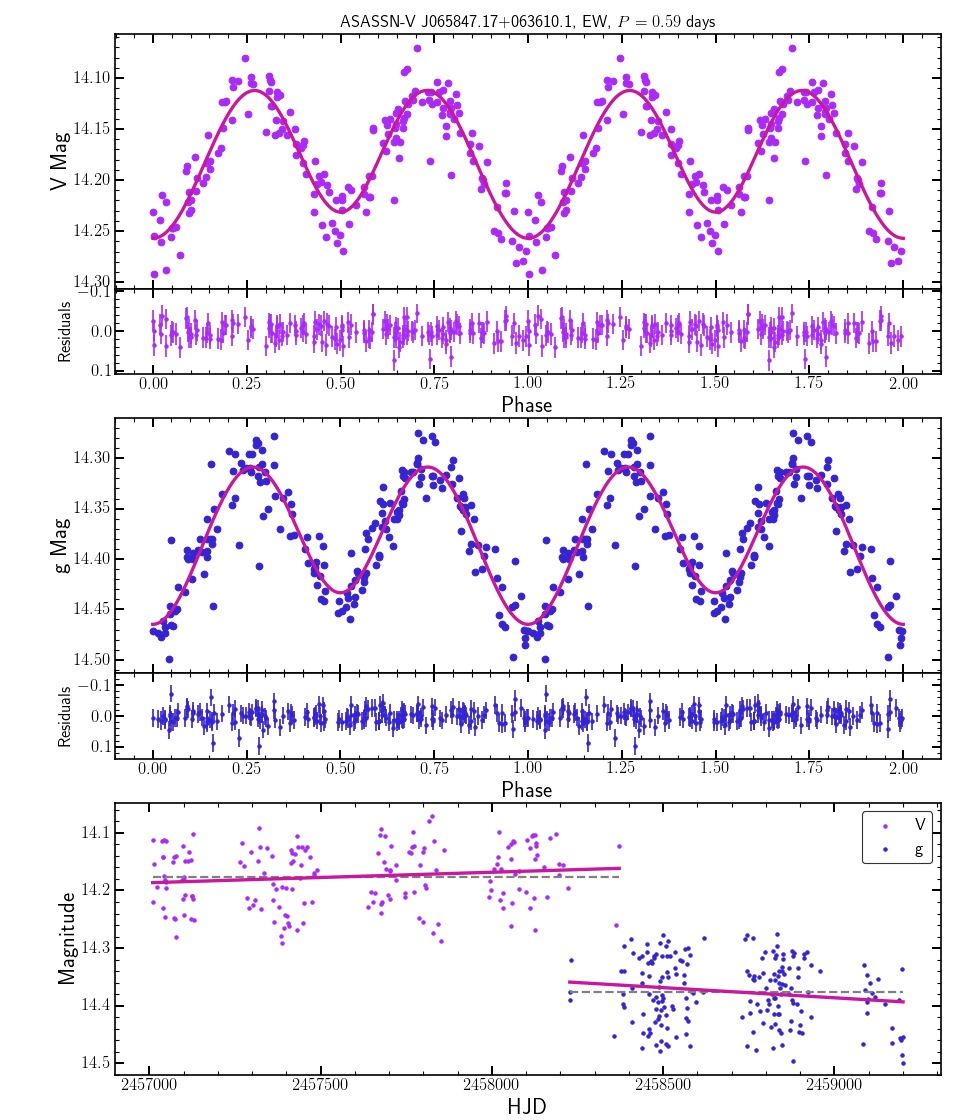 ASASSN-V J065847.17+063610.1, EW, P = 0.59 days
V Mag
14.10
14.15
14.20
14.25
14.30
Residuals
−0.1
0.0
0.1
0.00 0.25 0.50 0.75 1.00 1.25 1.50 1.75 2.00
Phase
g Mag
14.30
14.35
14.40
14.45
14.50
Residuals
−0.1
0.0
0.1
0.00 0.25 0.50 0.75 1.00 1.25 1.50 1.75 2.00
Phase
Magnitude
14.1
14.2
14.3
14.4
14.5
V
g
2457000 2457500 2458000 2458500 2459000
HJD